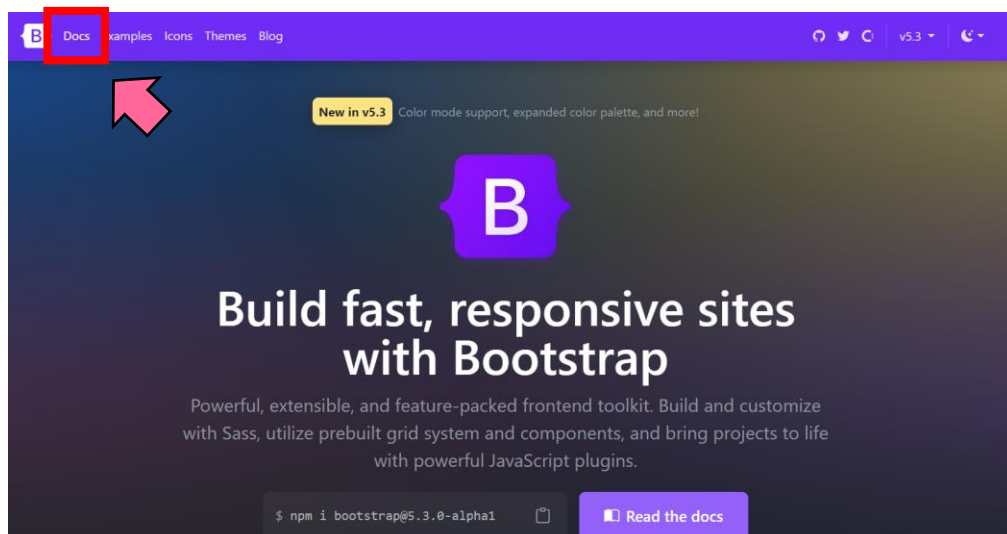 B Docs Examples Icons Themes Blog v5.3
New in v5.3 Color mode support, expanded color palette, and more!
B
Build fast, responsive sites
with Bootstrap
Powerful, extensible, and feature-packed frontend toolkit. Build and customize
with Sass, utilize prebuilt grid system and components, and bring projects to life
with powerful JavaScript plugins.
$ npm i bootstrap@5.3.0-alpha1 Read the docs